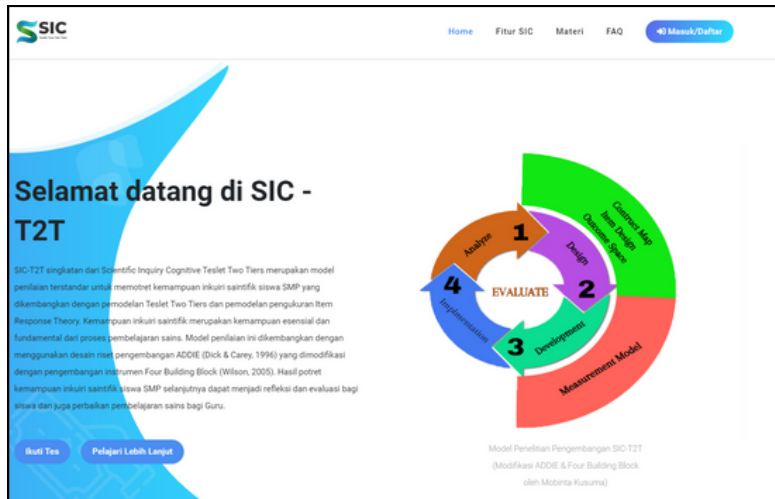 SIC
Home Fitur SIC Materi FAQ Masuk/Daftar
Selamat datang di SIC -
T2T
SIC-T2T singkatan dari Scientific Inquiry Cognitive Teslet Two Tiers merupakan model
penilaian terstandar untuk memotret kemampuan inkuiri saintifik siswa SMP yang
dikembangkan dengan pemodelan Teslet Two Tiers dan pemodelan pengukuran Item
Response Theory. Kemampuan inkuiri saintifik merupakan kemampuan esensial dan
fundamental dari proses pembelajaran sains. Model penilaian ini dikembangkan dengan
menggunakan desain riset pengembangan ADDIE (Dick & Carey, 1996) yang dimodifikasi
dengan pengembangan instrumen Four Building Block (Wilson, 2005). Hasil potret
kemampuan inkuiri saintifik siswa SMP selanjutnya dapat menjadi refleksi dan evaluasi bagi
siswa dan juga perbaikan pembelajaran sains bagi Guru.
Ikuti Tes Pelajari Lebih Lanjut
Analyze 1
Design 2
Development 3
Implmentation 4
EVALUATE
Construct Map
Item Design
Outcome Space
Measurement Model
Model Penelitian Pengembangan SIC-T2T
(Modifikasi ADDIE & Four Building Block
oleh Mobinta Kusuma)